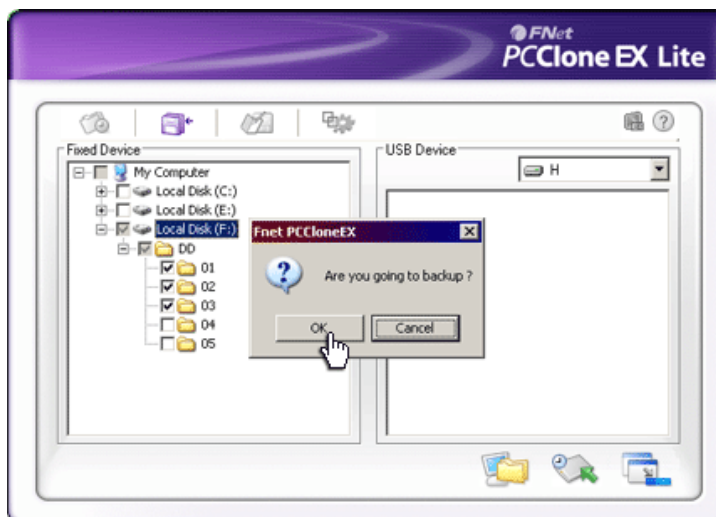 FNet
PCClone EX Lite
Fixed Device
USB Device
My Computer
H
Local Disk (C:)
Local Disk (E:)
Local Disk (F:)
Fnet PCCloneEX
DD
01
Are you going to backup ?
02
03
04
OK
Cancel
05